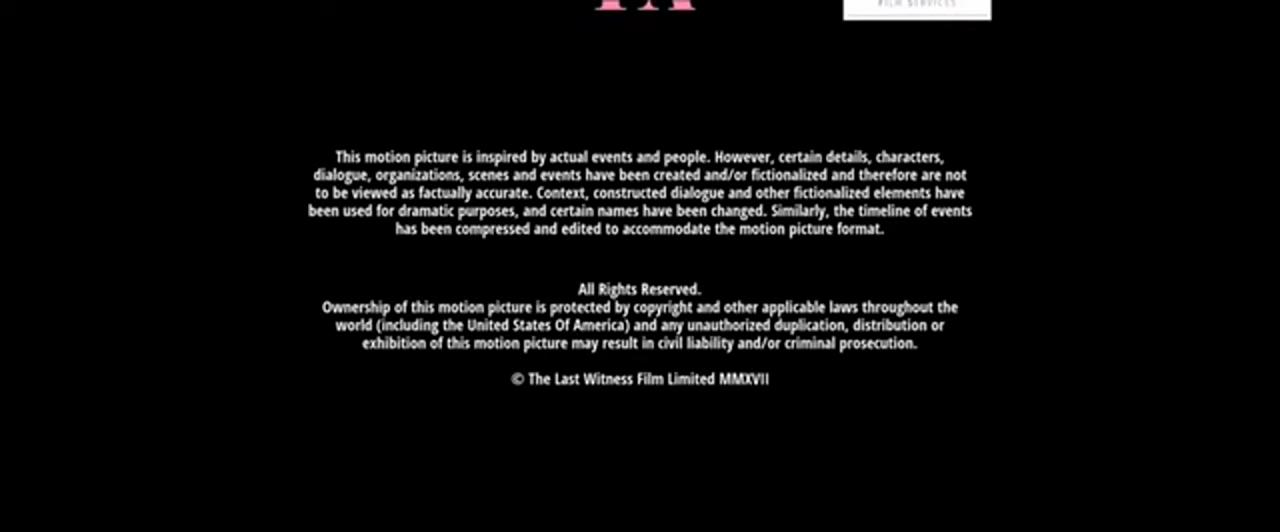 FILM SERVICES
This motion picture is inspired by actual events and people. However, certain details, characters,
dialogue, organizations, scenes and events have been created and/or fictionalized and therefore are not
to be viewed as factually accurate. Context, constructed dialogue and other fictionalized elements have
been used for dramatic purposes, and certain names have been changed. Similarly, the timeline of events
has been compressed and edited to accommodate the motion picture format.
All Rights Reserved.
Ownership of this motion picture is protected by copyright and other applicable laws throughout the
world (including the United States Of America) and any unauthorized duplication, distribution or
exhibition of this motion picture may result in civil liability and/or criminal prosecution.
© The Last Witness Film Limited MMXVII